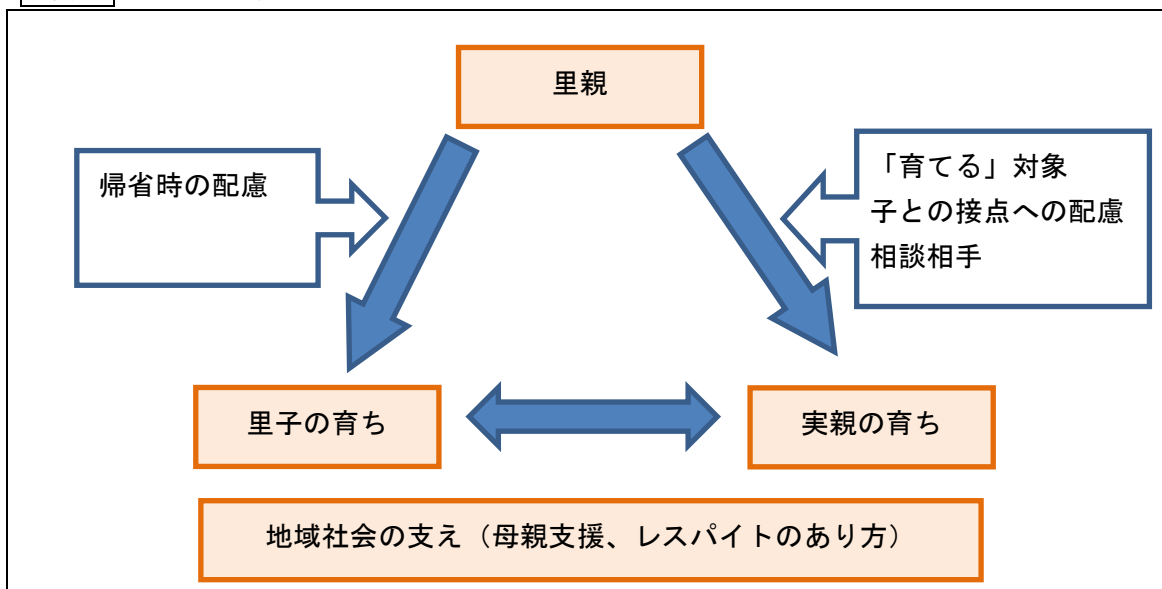 里親
帰省時の配慮
「育てる」対象
子との接点への配慮
相談相手
里子の育ち
実親の育ち
地域社会の支え（母親支援、レスパイトのあり方）